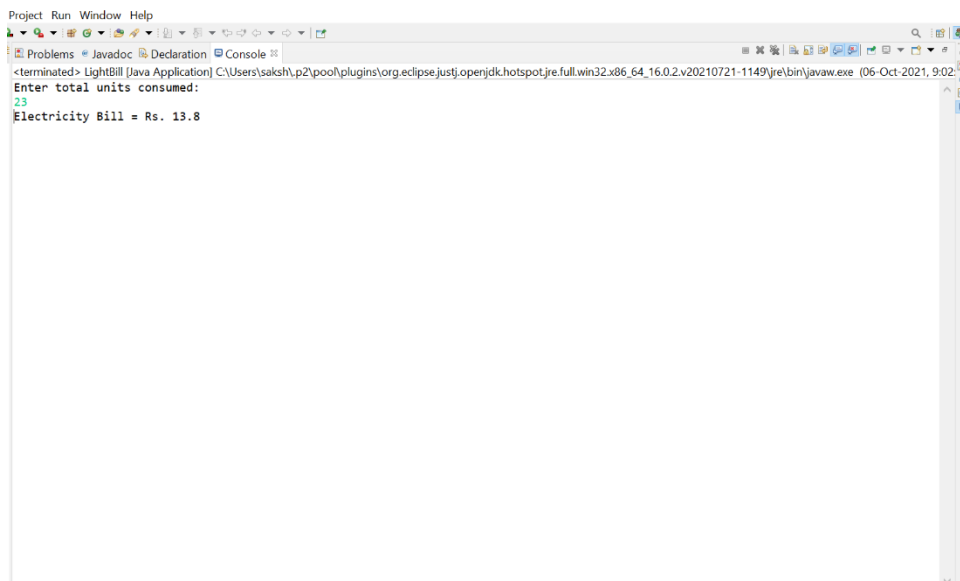 Project Run Window Help
Problems Javadoc Declaration Console
<terminated> LightBill [Java Application] C:\Users\saksh\.p2\pool\plugins\org.eclipse.justj.openjdk.hotspot.jre.full.win32.x86_64_16.0.2.v20210721-1149\jre\bin\javaw.exe (06-Oct-2021, 9:02:
Enter total units consumed:
23
Electricity Bill = Rs. 13.8